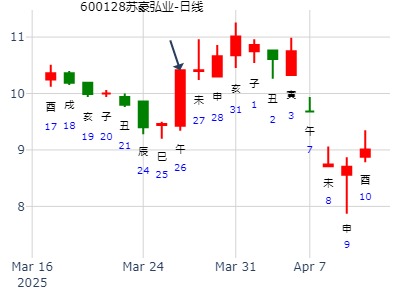 600128苏豪弘业-日线
11
10
9
8
酉
17
戌
18
亥
19
子
20
丑
21
辰
24
巳
25
午
26
未
27
申
28
亥
31
子
1
丑
2
寅
3
午
7
未
8
申
9
酉
10
Mar 16
2025
Mar 24
Mar 31
Apr 7